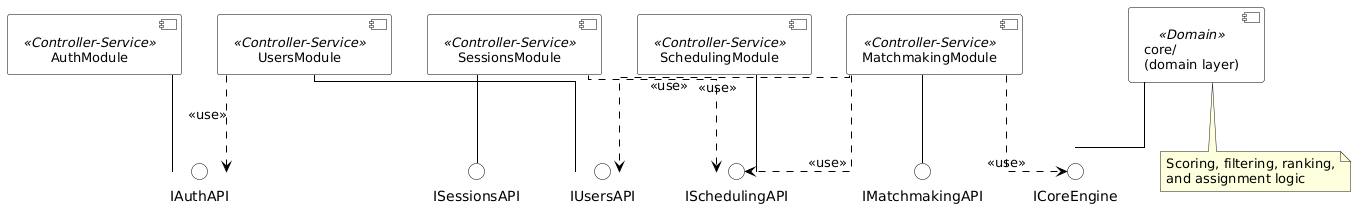 «Controller-Service»
AuthModule
«Controller-Service»
UsersModule
«Controller-Service»
SessionsModule
«Controller-Service»
SchedulingModule
«Controller-Service»
MatchmakingModule
«Domain»
core/
(domain layer)
«use»
«use»
«use»
«use»
«use»
Scoring, filtering, ranking,
and assignment logic
IAuthAPI
ISessionsAPI
IUsersAPI
ISchedulingAPI
IMatchmakingAPI
ICoreEngine